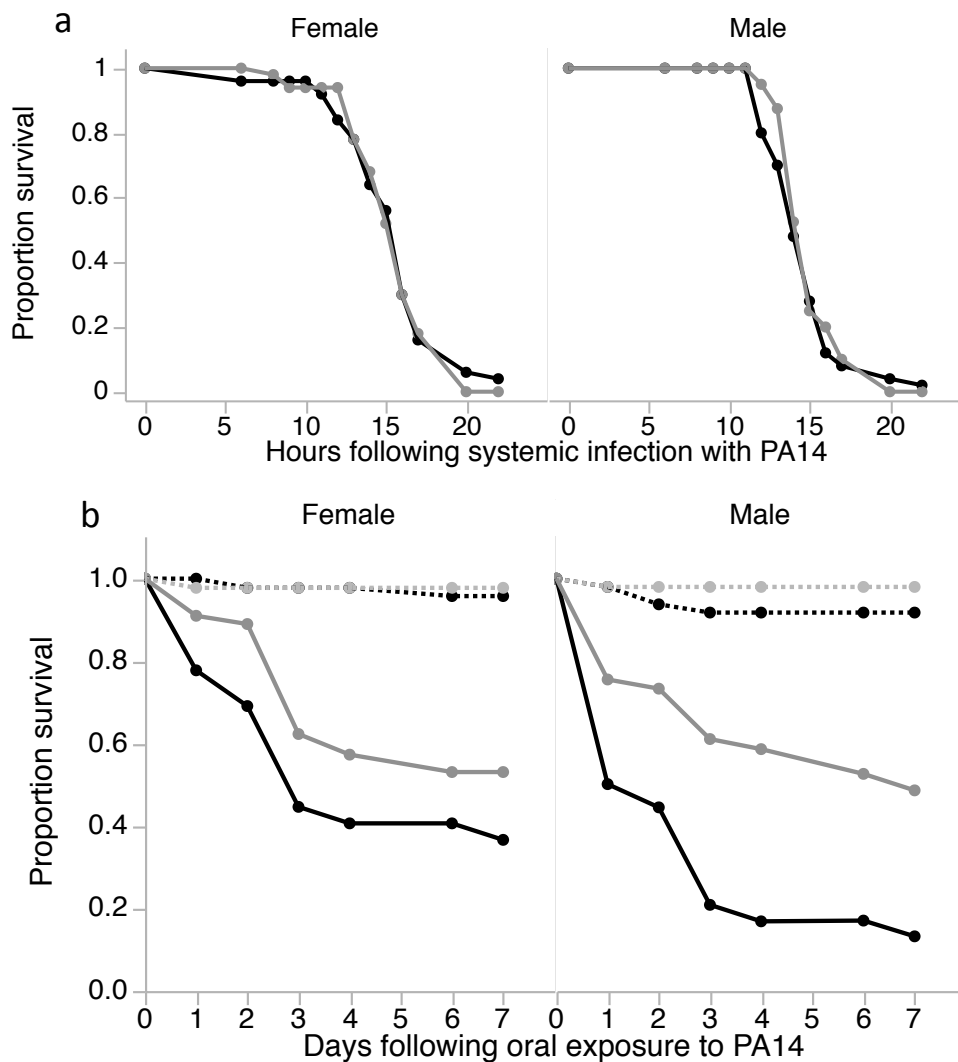 a
Female
Male
Proportion survival
1
0.8
0.6
0.4
0.2
0
0 5 10 15 20
0 5 10 15 20
Hours following systemic infection with PA14
b
Female
Male
Proportion survival
1.0
0.8
0.6
0.4
0.2
0.0
0 1 2 3 4 5 6 7
0 1 2 3 4 5 6 7
Days following oral exposure to PA14